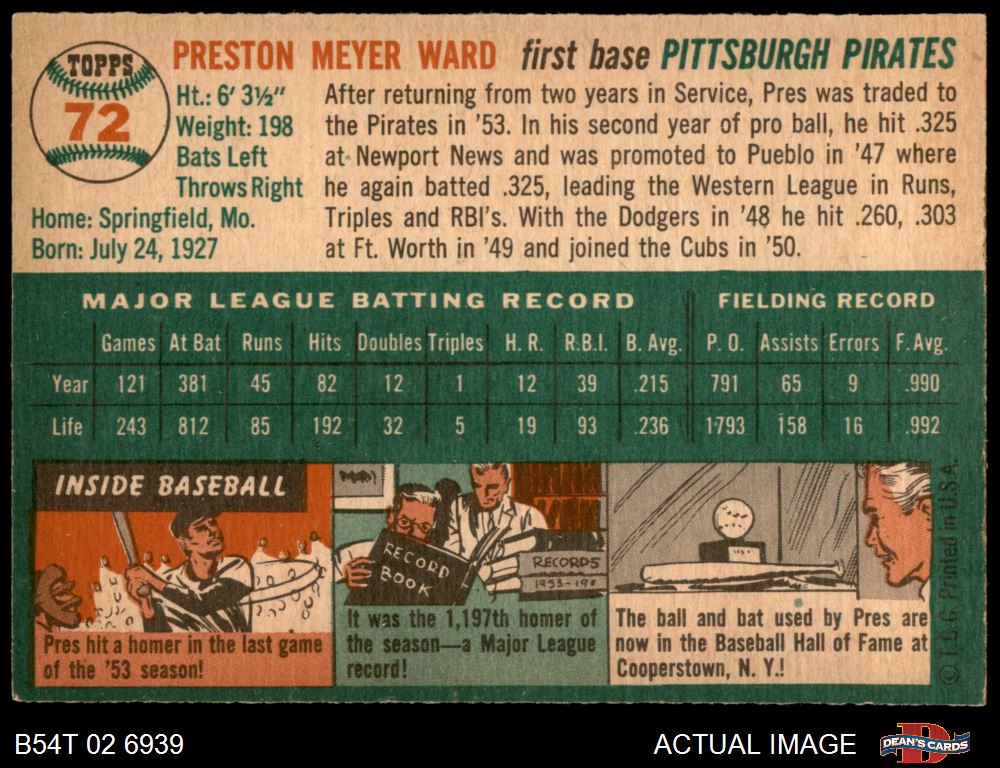 TOPPS
72
PRESTON MEYER WARD first base PITTSBURGH PIRATES
Ht.: 6' 3½"
Weight: 198
Bats Left
Throws Right
Home: Springfield, Mo.
Born: July 24, 1927
After returning from two years in Service, Pres was traded to
the Pirates in '53. In his second year of pro ball, he hit .325
at Newport News and was promoted to Pueblo in '47 where
he again batted .325, leading the Western League in Runs,
Triples and RBI's. With the Dodgers in '48 he hit .260, .303
at Ft. Worth in '49 and joined the Cubs in '50.
MAJOR LEAGUE BATTING RECORD FIELDING RECORD
Games At Bat Runs Hits Doubles Triples H. R. R.B.I. B. Avg. P. O. Assists Errors F. Avg.
Year 121 381 45 82 12 1 12 39 .215 791 65 9 .990
Life 243 812 85 192 32 5 19 93 .236 1793 158 16 .992
INSIDE BASEBALL
Pres hit a homer in the last game
of the '53 season!
RECORD
BOOK
RECORDS
It was the 1,197th homer of
the season—a Major League
record!
The ball and bat used by Pres are
now in the Baseball Hall of Fame at
Cooperstown, N. Y.!
© T.C.G. Printed in U.S.A.
B54T 02 6939
ACTUAL IMAGE
DEAN'S CARDS